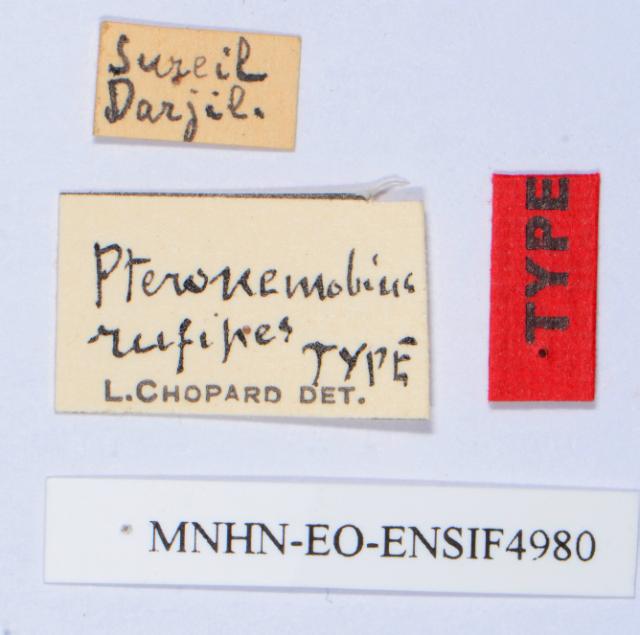 Sureil
Darjil.
Pteronemobius
rufipes
TYPE
L.CHOPARD DET.
TYPE
MNHN-EO-ENSIF4980